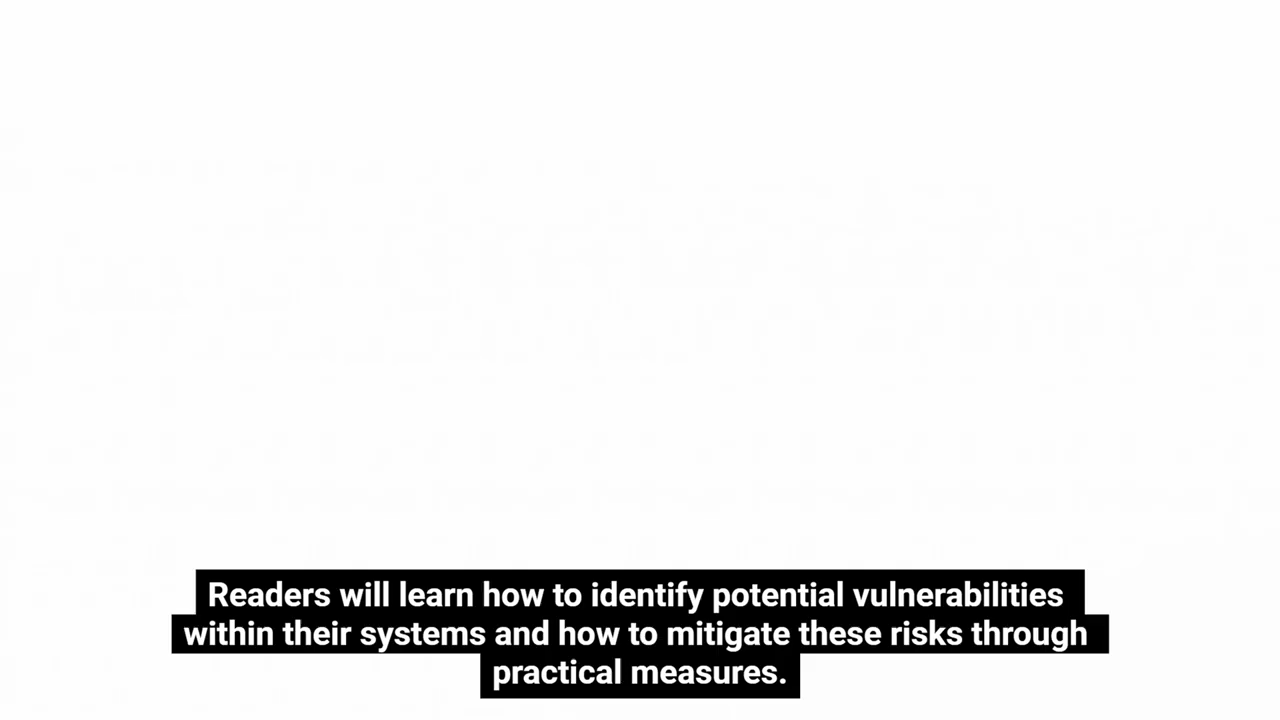 Readers will learn how to identify potential vulnerabilities
within their systems and how to mitigate these risks through
practical measures.